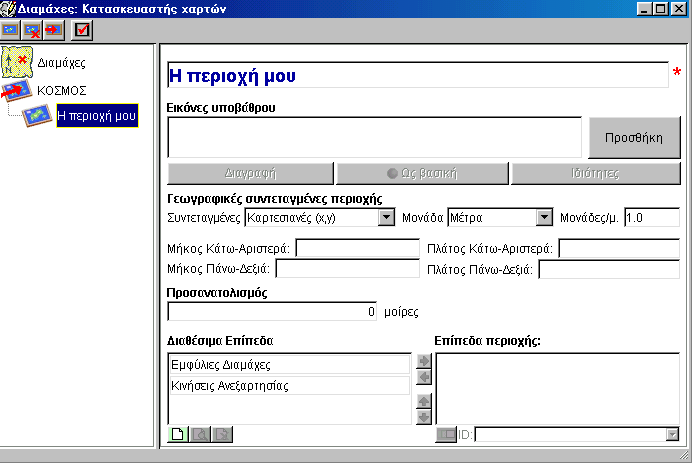 Διαμάχες: Κατασκευαστής χαρτών
Διαμάχες
ΚΟΣΜΟΣ
Η περιοχή μου
Η περιοχή μου *
Εικόνες υποβάθρου
Προσθήκη
Διαγραφή Ως βασική Ιδιότητες
Γεωγραφικές συντεταγμένες περιοχής
Συντεταγμένες Καρτεσιανές (x,y) Μονάδα Μέτρα Μονάδες/μ. 1.0
Μήκος Κάτω-Αριστερά: Πλάτος Κάτω-Αριστερά:
Μήκος Πάνω-Δεξιά: Πλάτος Πάνω-Δεξιά:
Προσανατολισμός
0 μοίρες
Διαθέσιμα Επίπεδα Επίπεδα περιοχής:
Εμφύλιες Διαμάχες
Κινήσεις Ανεξαρτησίας
ID: